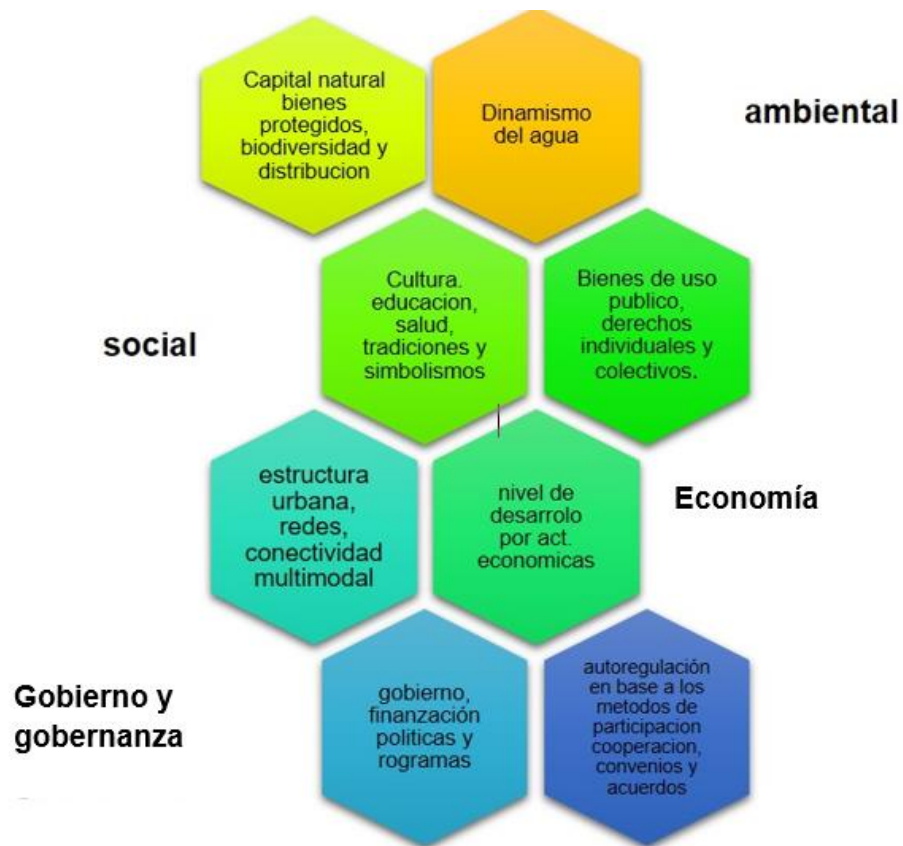 Capital natural
bienes
protegidos,
biodiversidad y
distribucion
Dinamismo
del agua
ambiental
social
Cultura.
educacion,
salud,
tradiciones y
simbolismos
Bienes de uso
publico,
derechos
individuales y
colectivos.
estructura
urbana,
redes,
conectividad
multimodal
nivel de
desarrolo
por act.
economicas
Economía
Gobierno y
gobernanza
gobierno,
finanzación
politicas y
rogramas
autoregulación
en base a los
metodos de
participacion
cooperacion,
convenios y
acuerdos